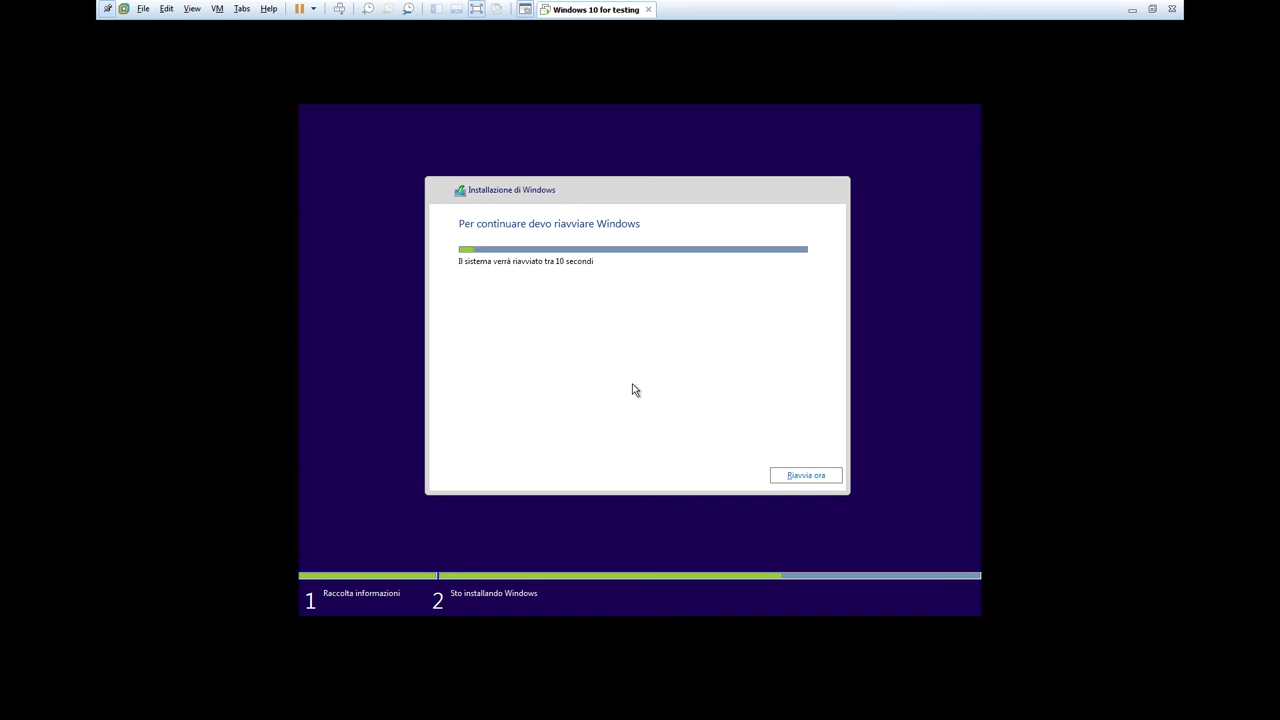 File Edit View VM Tabs Help Windows 10 for testing
Installazione di Windows
Per continuare devo riavviare Windows
Il sistema verrà riavviato tra 10 secondi
Riavvia ora
1 Raccolta informazioni 2 Sto installando Windows